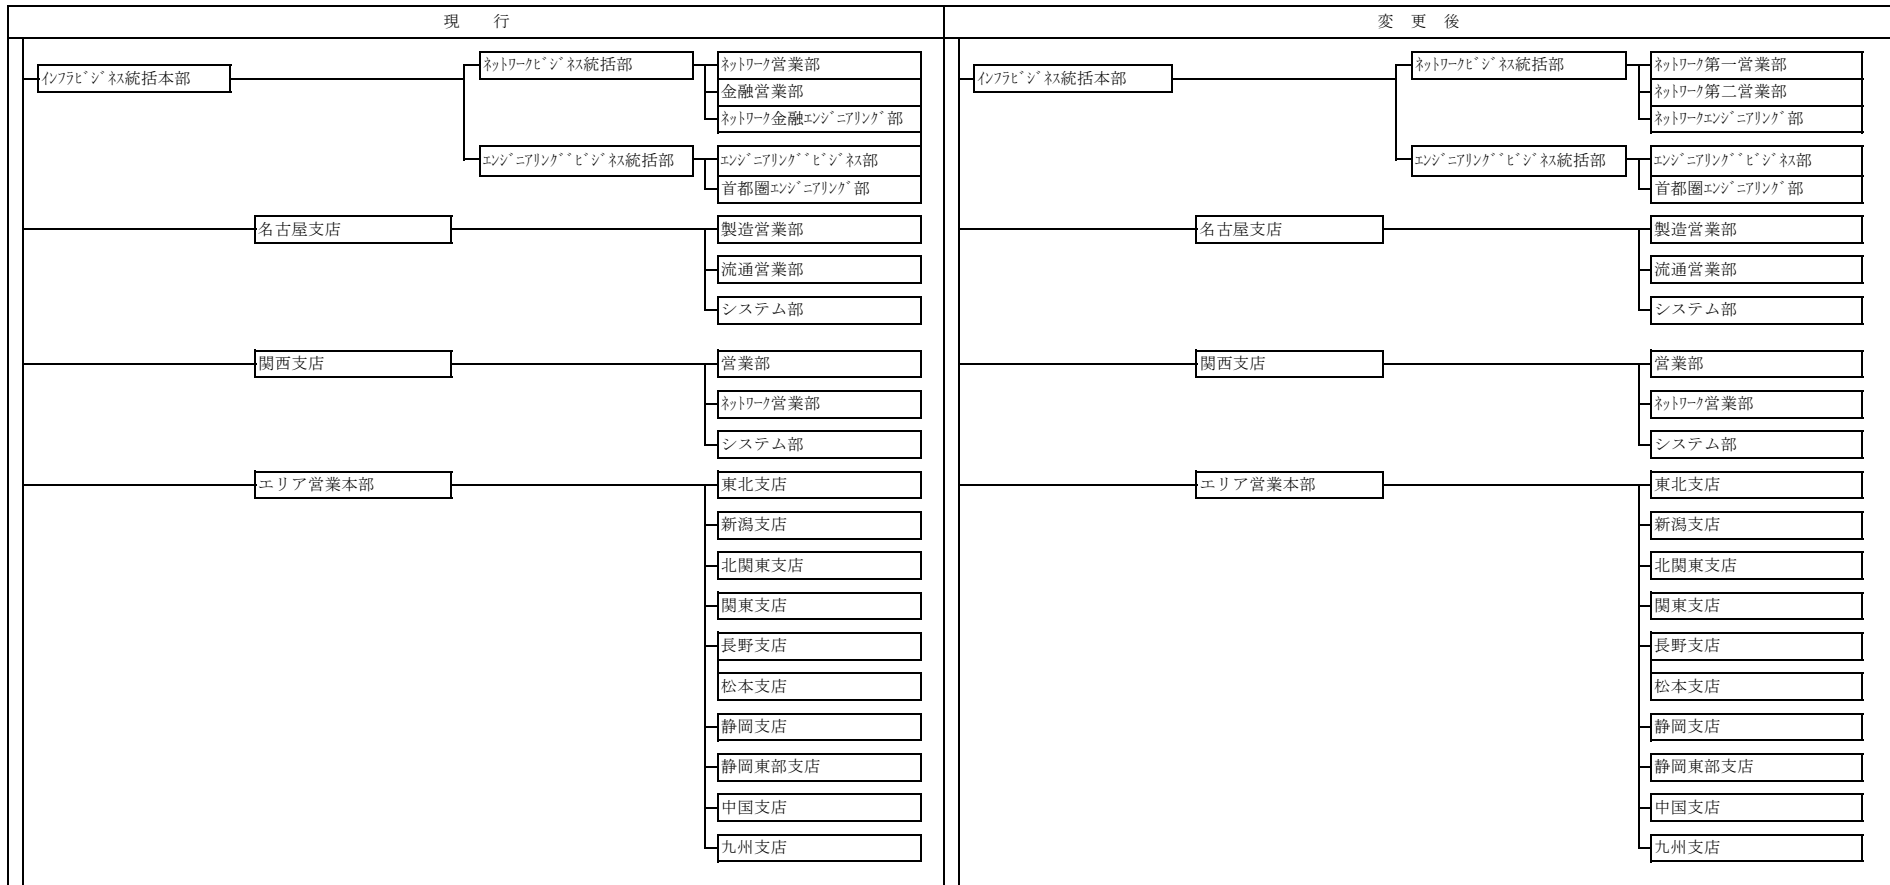 現　　行
ｲﾝﾌﾗﾋﾞｼﾞﾈｽ統括本部
ﾈｯﾄﾜｰｸﾋﾞｼﾞﾈｽ統括部
ﾈｯﾄﾜｰｸ営業部
金融営業部
ﾈｯﾄﾜｰｸ金融ｴﾝｼﾞﾆｱﾘﾝｸﾞ部
ｴﾝｼﾞﾆｱﾘﾝｸﾞﾞﾋﾞｼﾞﾈｽ統括部
ｴﾝｼﾞﾆｱﾘﾝｸﾞﾞﾋﾞｼﾞﾈｽ部
首都圏ｴﾝｼﾞﾆｱﾘﾝｸﾞ部
名古屋支店
製造営業部
流通営業部
システム部
関西支店
営業部
ﾈｯﾄﾜｰｸ営業部
システム部
エリア営業本部
東北支店
新潟支店
北関東支店
関東支店
長野支店
松本支店
静岡支店
静岡東部支店
中国支店
九州支店
変　更　後
ｲﾝﾌﾗﾋﾞｼﾞﾈｽ統括本部
ﾈｯﾄﾜｰｸﾋﾞｼﾞﾈｽ統括部
ﾈｯﾄﾜｰｸ第一営業部
ﾈｯﾄﾜｰｸ第二営業部
ﾈｯﾄﾜｰｸｴﾝｼﾞﾆｱﾘﾝｸﾞ部
ｴﾝｼﾞﾆｱﾘﾝｸﾞﾞﾋﾞｼﾞﾈｽ統括部
ｴﾝｼﾞﾆｱﾘﾝｸﾞﾞﾋﾞｼﾞﾈｽ部
首都圏ｴﾝｼﾞﾆｱﾘﾝｸﾞ部
名古屋支店
製造営業部
流通営業部
システム部
関西支店
営業部
ﾈｯﾄﾜｰｸ営業部
システム部
エリア営業本部
東北支店
新潟支店
北関東支店
関東支店
長野支店
松本支店
静岡支店
静岡東部支店
中国支店
九州支店